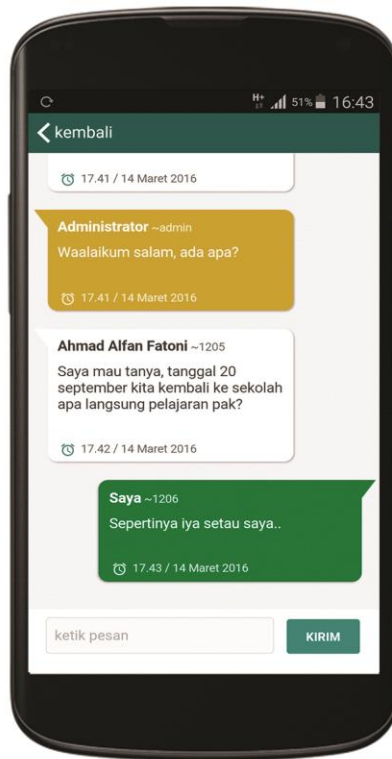 H+ 51% 16:43
kembali
17.41 / 14 Maret 2016
Administrator ~admin
Waalaikum salam, ada apa?
17.41 / 14 Maret 2016
Ahmad Alfan Fatoni ~1205
Saya mau tanya, tanggal 20
september kita kembali ke sekolah
apa langsung pelajaran pak?
17.42 / 14 Maret 2016
Saya ~1206
Sepertinya iya setau saya..
17.43 / 14 Maret 2016
ketik pesan
KIRIM